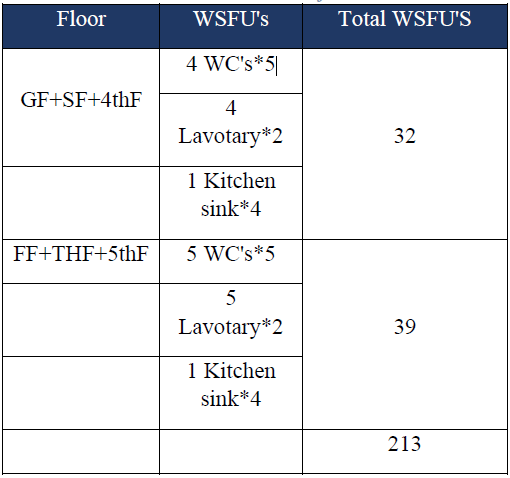 Floor
WSFU's
Total WSFU'S
GF+SF+4thF
4 WC's*5
4
Lavotary*2
1 Kitchen
sink*4
32
FF+THF+5thF
5 WC's*5
5
Lavotary*2
1 Kitchen
sink*4
39
213